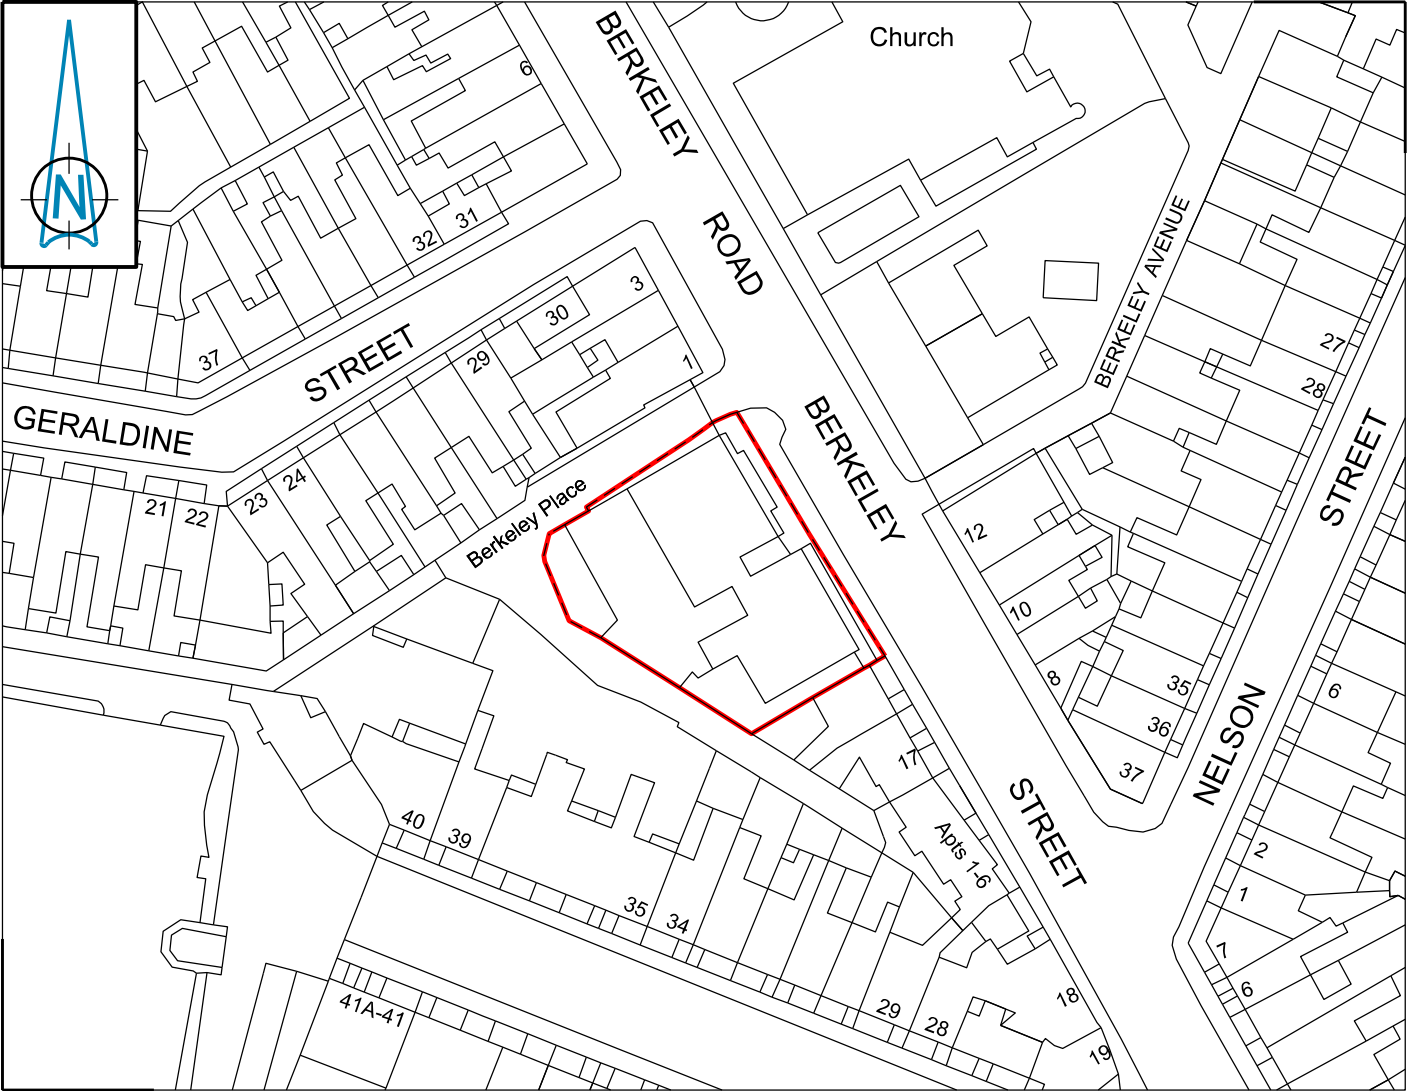 Church
BERKELEY
6
N
31
32
ROAD
BERKELEY AVENUE
3
30
27
37
STREET
29
1
28
GERALDINE
BERKELEY
STREET
24
23
21
22
Berkeley Place
12
10
8
35
6
36
NELSON
17
37
STREET
40
39
Apts 1-6
2
1
35
34
7
6
18
29
28
41A-41
19